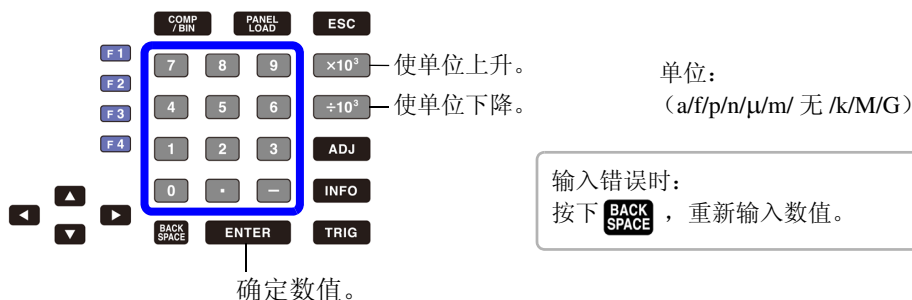 COMP /BIN PANEL LOAD ESC
F1
7 8 9 ×10³ 使单位上升。
单位：
F2
4 5 6 ÷10³ 使单位下降。
（a/f/p/n/μ/m/ 无 /k/M/G）
F3
F4
1 2 3 ADJ
0 · － INFO
输入错误时：
按下 BACK SPACE ，重新输入数值。
BACK SPACE ENTER TRIG
确定数值。